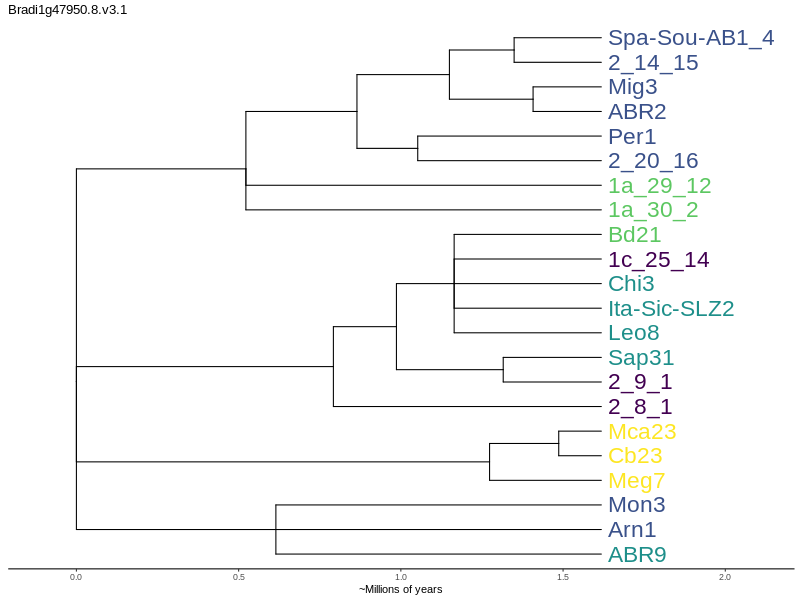 Bradi1g47950.8.v3.1
Spa-Sou-AB1_4
2_14_15
Mig3
ABR2
Per1
2_20_16
1a_29_12
1a_30_2
Bd21
1c_25_14
Chi3
Ita-Sic-SLZ2
Leo8
Sap31
2_9_1
2_8_1
Mca23
Cb23
Meg7
Mon3
Arn1
ABR9
0.0 0.5 1.0 1.5 2.0
~Millions of years